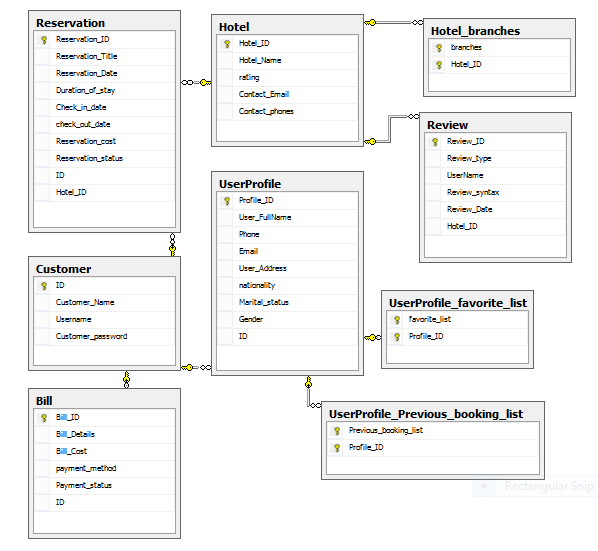 Reservation
Reservation_ID
Reservation_Title
Reservation_Date
Duration_of_stay
Check_in_date
check_out_date
Reservation_cost
Reservation_status
ID
Hotel_ID
Hotel
Hotel_ID
Hotel_Name
rating
Contact_Email
Contact_phones
Hotel_branches
branches
Hotel_ID
Review
Review_ID
Review_type
UserName
Review_syntax
Review_Date
Hotel_ID
UserProfile
Profile_ID
User_FullName
Phone
Email
User_Address
nationality
Marital_status
Gender
ID
Customer
ID
Customer_Name
Username
Customer_password
UserProfile_favorite_list
favorite_list
Profile_ID
Bill
Bill_ID
Bill_Details
Bill_Cost
payment_method
Payment_status
ID
UserProfile_Previous_booking_list
Previous_booking_list
Profile_ID
Rectangular Snip